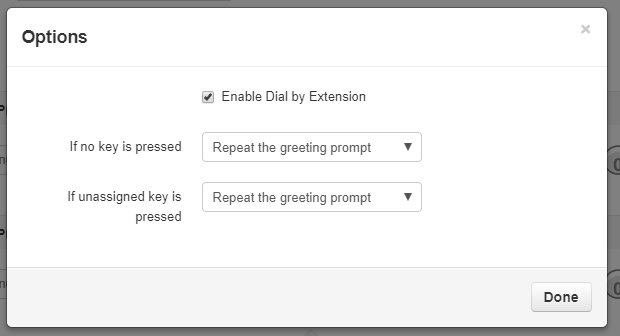 Options
×
Enable Dial by Extension
If no key is pressed
Repeat the greeting prompt
If unassigned key is
pressed
Repeat the greeting prompt
Done